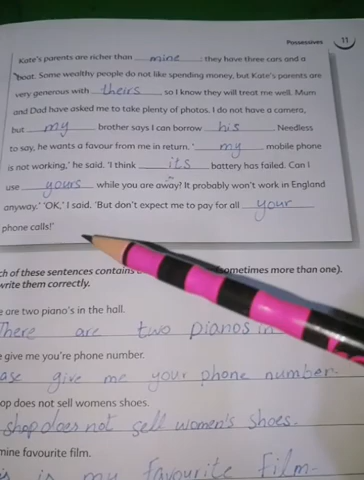 Possessives 11
Kate's parents are richer than mine : they have three cars and a
boat. Some wealthy people do not like spending money, but Kate's parents are
very generous with theirs so I know they will treat me well. Mum
and Dad have asked me to take plenty of photos. I do not have a camera,
but my brother says I can borrow his Needless
to say, he wants a favour from me in return. ' my mobile phone
is not working,' he said. 'I think its battery has failed. Can I
use yours while you are away? It probably won't work in England
anyway.' 'OK,' I said. 'But don't expect me to pay for all your
phone calls!'
ch of these sentences contains (sometimes more than one).
write them correctly.
e are two piano's in the hall.
There are two pianos in
e give me you're phone number.
ase give me your phone number.
op does not sell womens shoes.
shop does not sell women's shoes.
mine favourite film.
is my favourite film.